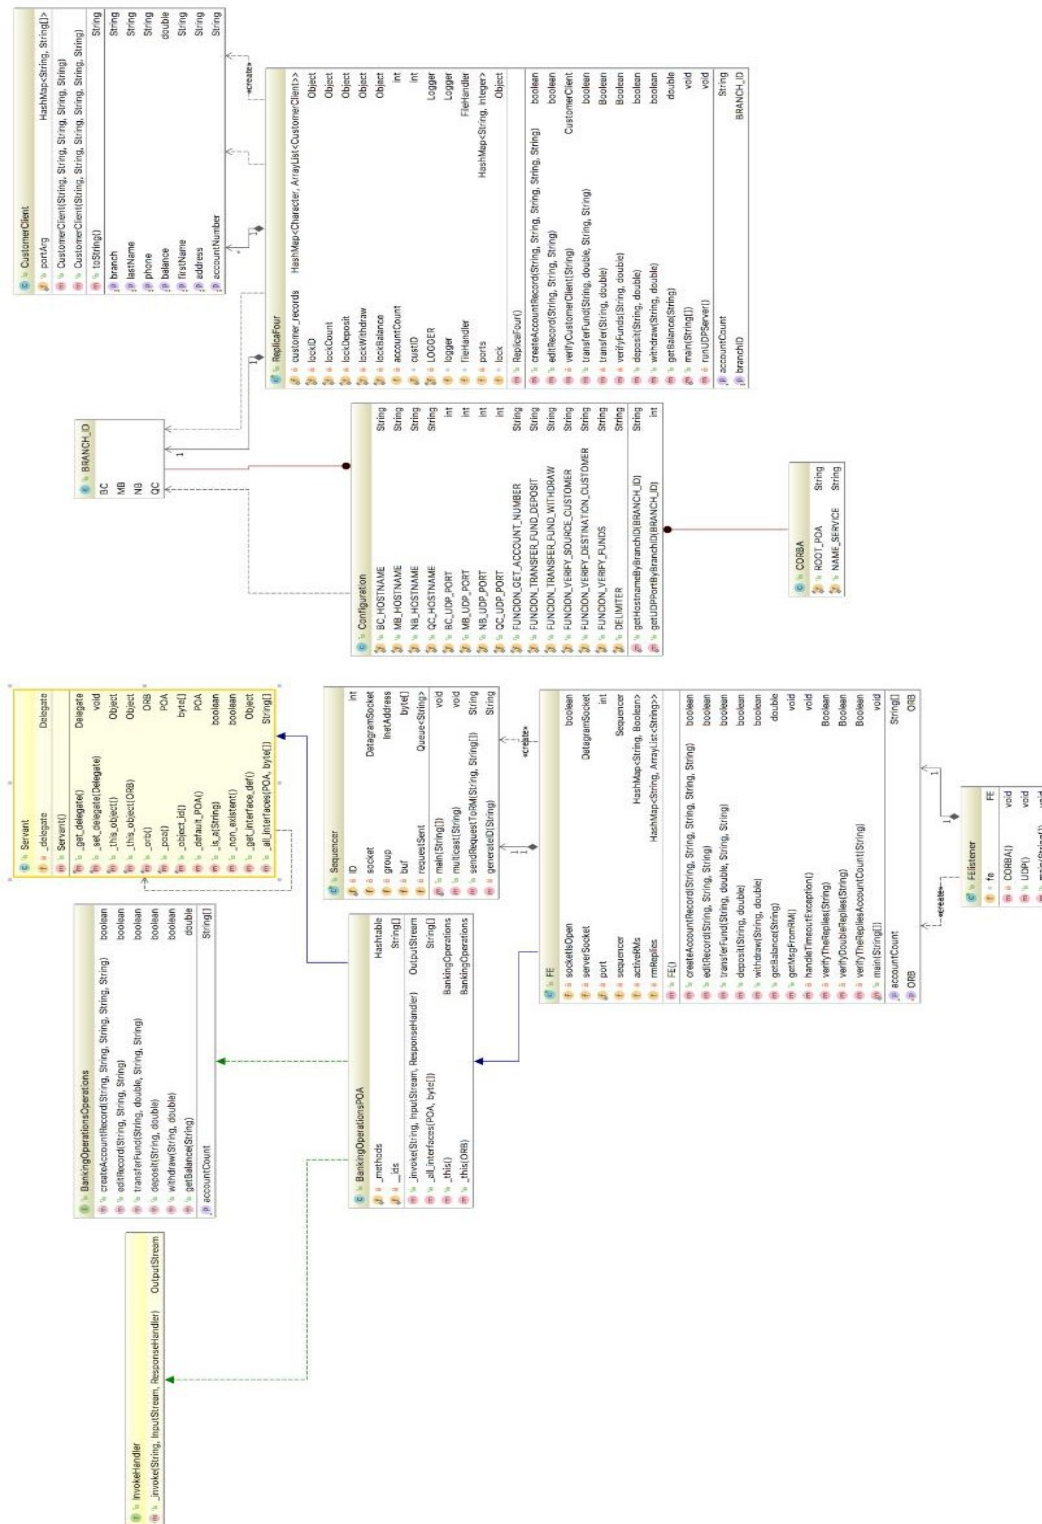 InvokeHandler
_invoke(String, InputStream, ResponseHandler) OutputStream
BankingOperationsOperations
createAccountRecord(String, String, String, String, String) boolean
editRecord(String, String, String) boolean
transferFund(String, double, String, String) boolean
deposit(String, double) boolean
withdraw(String, double) boolean
getBalance(String) double
accountCount String[]
Servant
_delegate Delegate
Servant()
_get_delegate() Delegate
_set_delegate(Delegate) void
_this_object() Object
_this_object(ORB) Object
_orb() ORB
_poa() POA
_object_id() byte[]
_default_POA() POA
_is_a(String) boolean
_non_existent() boolean
_get_interface_def() Object
_all_interfaces(POA, byte[]) String[]
BRANCH_ID
BC
MB
NB
QC
CustomerClient
portArg HashMap<String, String[]>
CustomerClient(String, String, String, String)
CustomerClient(String, String, String, String, String)
toString() String
branch String
lastName String
phone String
balance double
firstName String
address String
accountNumber String
BankingOperationsPOA
_methods Hashtable
__ids String[]
_invoke(String, InputStream, ResponseHandler) OutputStream
_all_interfaces(POA, byte[]) String[]
_this() BankingOperations
_this(ORB) BankingOperations
Sequencer
ID int
socket DatagramSocket
group InetAddress
buf byte[]
requestSent Queue<String>
main(String[]) void
multicast(String) void
sendRequestToRM(String, String[]) String
generateID(String) String
Configuration
BC_HOSTNAME String
MB_HOSTNAME String
NB_HOSTNAME String
QC_HOSTNAME String
BC_UDP_PORT int
MB_UDP_PORT int
NB_UDP_PORT int
QC_UDP_PORT int
FUNCION_GET_ACCOUNT_NUMBER String
FUNCION_TRANSFER_FUND_DEPOSIT String
FUNCION_TRANSFER_FUND_WITHDRAW String
FUNCION_VERIFY_SOURCE_CUSTOMER String
FUNCION_VERIFY_DESTINATION_CUSTOMER String
FUNCION_VERIFY_FUNDS String
DELIMITER String
getHostnameByBranchID(BRANCH_ID) String
getUDPPortByBranchID(BRANCH_ID) int
1
1
1
*
«create»
ReplicaFour
customer_records HashMap<Character, ArrayList<CustomerClient>>
lockID Object
lockCount Object
lockDeposit Object
lockWithdraw Object
lockBalance Object
accountCount int
custID int
LOGGER Logger
logger Logger
fileHandler FileHandler
ports HashMap<String, Integer>
lock Object
ReplicaFour()
createAccountRecord(String, String, String, String, String) boolean
editRecord(String, String, String) boolean
verifyCustomerClient(String) CustomerClient
transferFund(String, double, String, String) boolean
transfer(String, double) Boolean
verifyFunds(String, double) Boolean
deposit(String, double) boolean
withdraw(String, double) boolean
getBalance(String) double
main(String[]) void
runUDPServer() void
accountCount String
branchID BRANCH_ID
1
1
«create»
FE
socketIsOpen boolean
serverSocket DatagramSocket
port int
sequencer Sequencer
activeRMs HashMap<String, Boolean>
rmReplies HashMap<String, ArrayList<String>>
FE()
createAccountRecord(String, String, String, String, String) boolean
editRecord(String, String, String) boolean
transferFund(String, double, String, String) boolean
deposit(String, double) boolean
withdraw(String, double) boolean
getBalance(String) double
getMsgFromRM() void
handleTimeoutException() void
verifyTheReplies(String) Boolean
verifyDoubleReplies(String) Boolean
verifyTheRepliesAccountCount(String) Boolean
main(String[]) void
accountCount String[]
ORB ORB
CORBA
ROOT_POA String
NAME_SERVICE String
«create»
1
1
FElistener
fe FE
CORBA() void
UDP() void
main(String[]) void